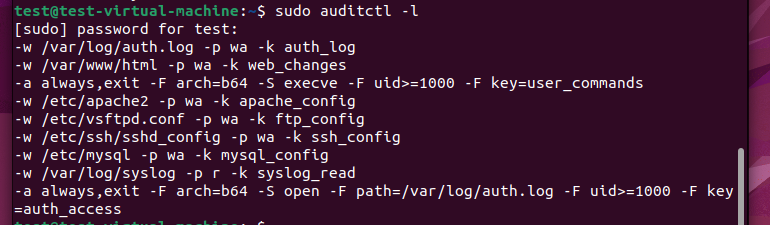 test@test-virtual-machine:~$ sudo auditctl -l
[sudo] password for test:
-w /var/log/auth.log -p wa -k auth_log
-w /var/www/html -p wa -k web_changes
-a always,exit -F arch=b64 -S execve -F uid>=1000 -F key=user_commands
-w /etc/apache2 -p wa -k apache_config
-w /etc/vsftpd.conf -p wa -k ftp_config
-w /etc/ssh/sshd_config -p wa -k ssh_config
-w /etc/mysql -p wa -k mysql_config
-w /var/log/syslog -p r -k syslog_read
-a always,exit -F arch=b64 -S open -F path=/var/log/auth.log -F uid>=1000 -F key
=auth_access
test@test-virtual-machine:~$